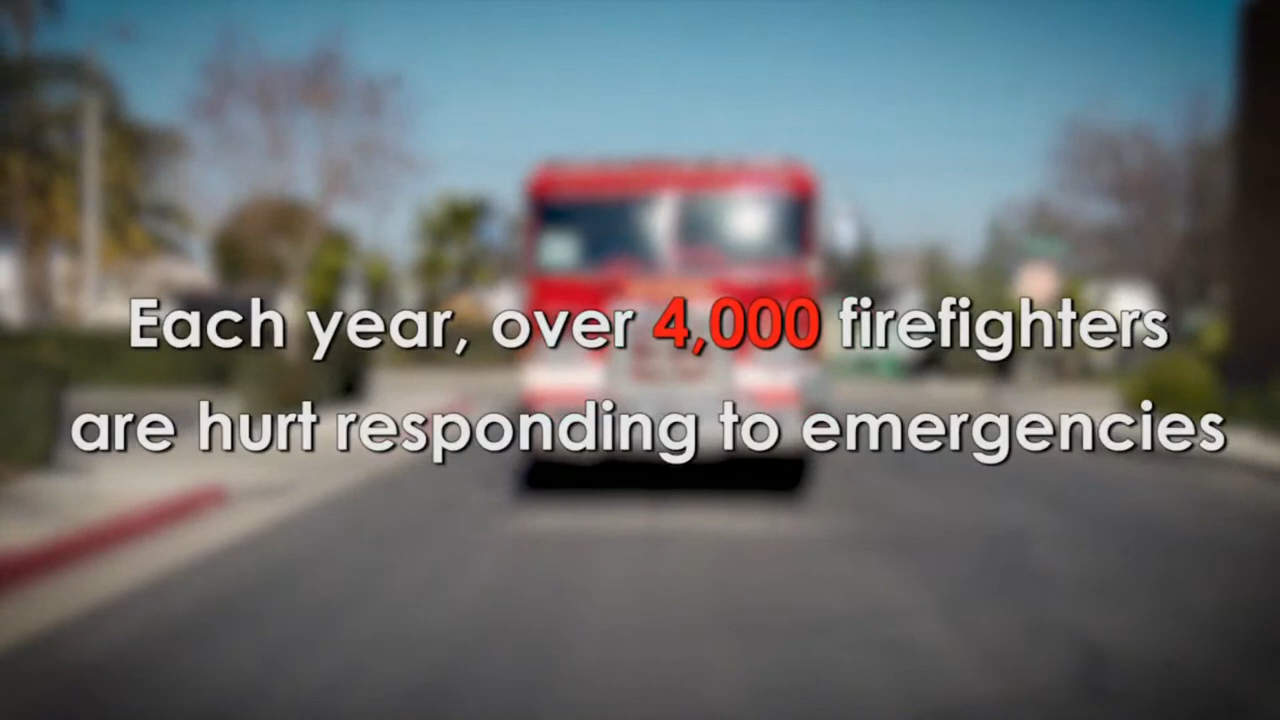 Each year, over 4,000 firefighters
are hurt responding to emergencies